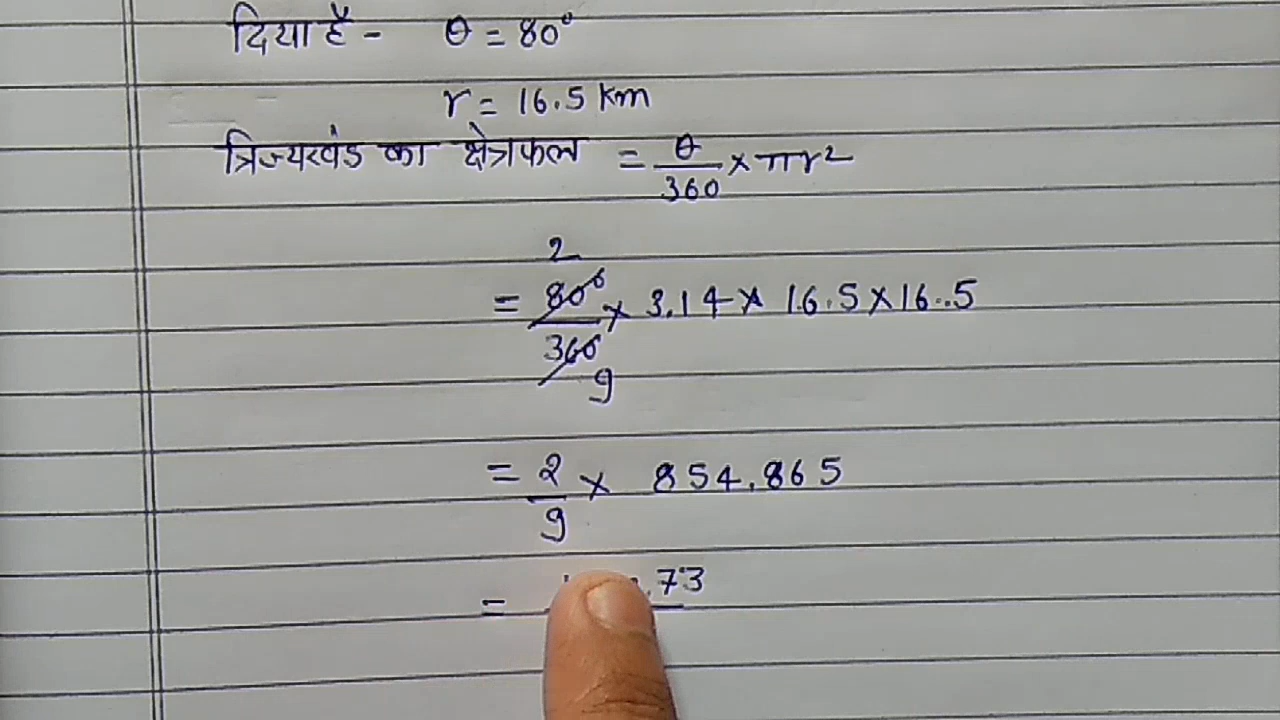 दिया है - θ = 80°
r = 16.5 km
त्रिज्यखंड का क्षेत्रफल = θ/360 × πr²
2
= 80°/360 × 3.14 × 16.5 × 16.5
9
= 2/9 × 854.865
= .73